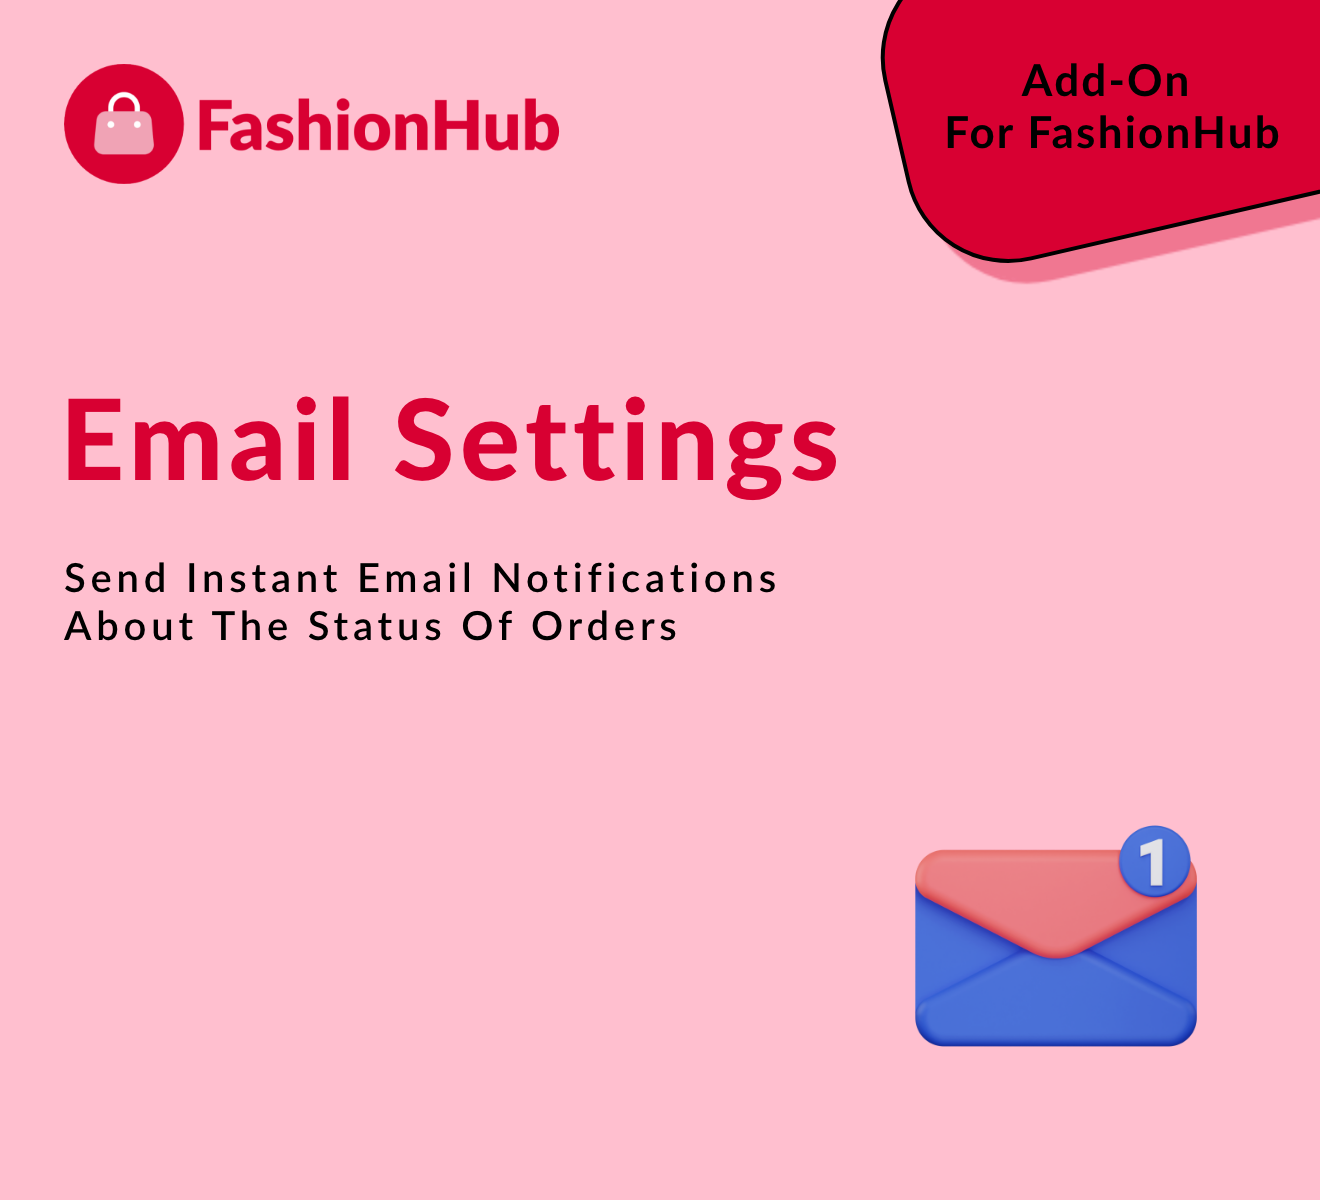 FashionHub
Add-On
For FashionHub
Email Settings
Send Instant Email Notifications
About The Status Of Orders
1